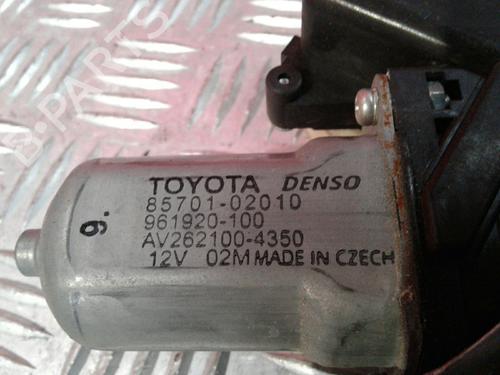 B-PARTS
TOYOTA DENSO
85701-02010
961920-100
AV262100-4350
12V 02M MADE IN CZECH
9.